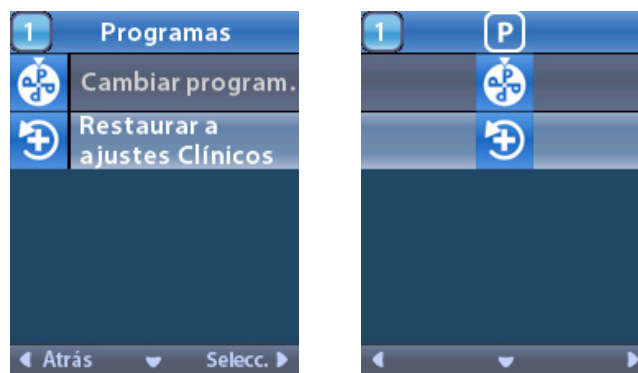 1 Programas
Cambiar program.
Restaurar a
ajustes Clínicos
Atrás Selecc.
1 P